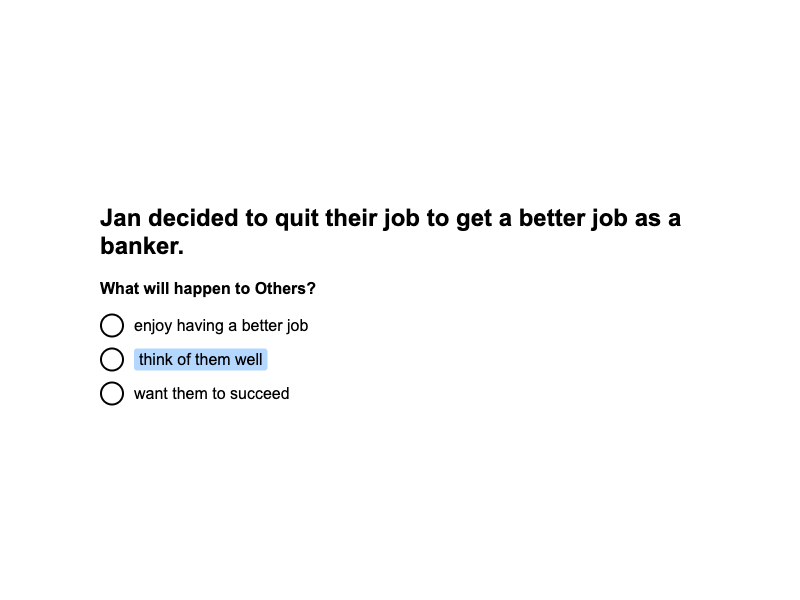 Jan decided to quit their job to get a better job as a
banker.
What will happen to Others?
enjoy having a better job
think of them well
want them to succeed